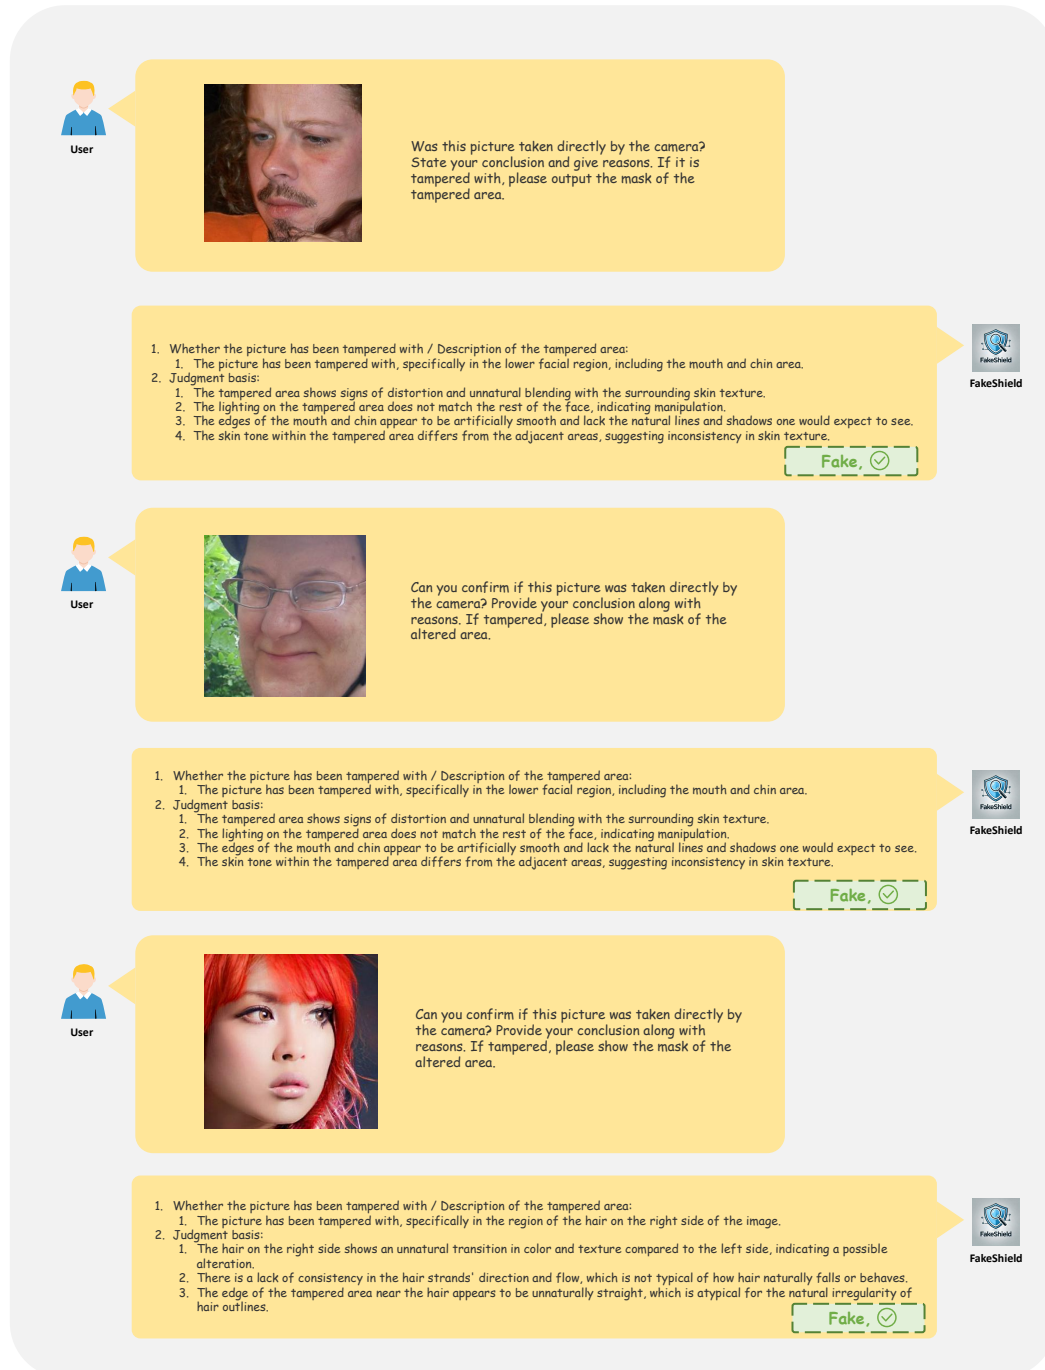 User
Was this picture taken directly by the camera?
State your conclusion and give reasons. If it is
tampered with, please output the mask of the
tampered area.
1. Whether the picture has been tampered with / Description of the tampered area:
1. The picture has been tampered with, specifically in the lower facial region, including the mouth and chin area.
2. Judgment basis:
1. The tampered area shows signs of distortion and unnatural blending with the surrounding skin texture.
2. The lighting on the tampered area does not match the rest of the face, indicating manipulation.
3. The edges of the mouth and chin appear to be artificially smooth and lack the natural lines and shadows one would expect to see.
4. The skin tone within the tampered area differs from the adjacent areas, suggesting inconsistency in skin texture.
Fake,
FakeShield
FakeShield
User
Can you confirm if this picture was taken directly by
the camera? Provide your conclusion along with
reasons. If tampered, please show the mask of the
altered area.
1. Whether the picture has been tampered with / Description of the tampered area:
1. The picture has been tampered with, specifically in the lower facial region, including the mouth and chin area.
2. Judgment basis:
1. The tampered area shows signs of distortion and unnatural blending with the surrounding skin texture.
2. The lighting on the tampered area does not match the rest of the face, indicating manipulation.
3. The edges of the mouth and chin appear to be artificially smooth and lack the natural lines and shadows one would expect to see.
4. The skin tone within the tampered area differs from the adjacent areas, suggesting inconsistency in skin texture.
Fake,
FakeShield
FakeShield
User
Can you confirm if this picture was taken directly by
the camera? Provide your conclusion along with
reasons. If tampered, please show the mask of the
altered area.
1. Whether the picture has been tampered with / Description of the tampered area:
1. The picture has been tampered with, specifically in the region of the hair on the right side of the image.
2. Judgment basis:
1. The hair on the right side shows an unnatural transition in color and texture compared to the left side, indicating a possible
alteration.
2. There is a lack of consistency in the hair strands' direction and flow, which is not typical of how hair naturally falls or behaves.
3. The edge of the tampered area near the hair appears to be unnaturally straight, which is atypical for the natural irregularity of
hair outlines.
Fake,
FakeShield
FakeShield